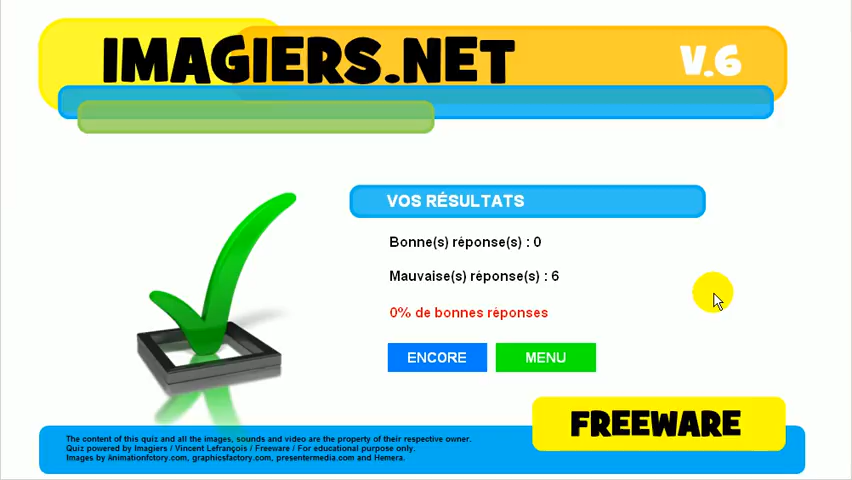 IMAGIERS.NET
V.6
VOS RÉSULTATS
Bonne(s) réponse(s) : 0
Mauvaise(s) réponse(s) : 6
0% de bonnes réponses
ENCORE
MENU
FREEWARE
The content of this quiz and all the images, sounds and video are the property of their respective owner.
Quiz powered by Imagiers / Vincent Lefrançois / Freeware / For educational purpose only.
Images by Animationfctory.com, graphicsfactory.com, presentermedia.com and Hemera.